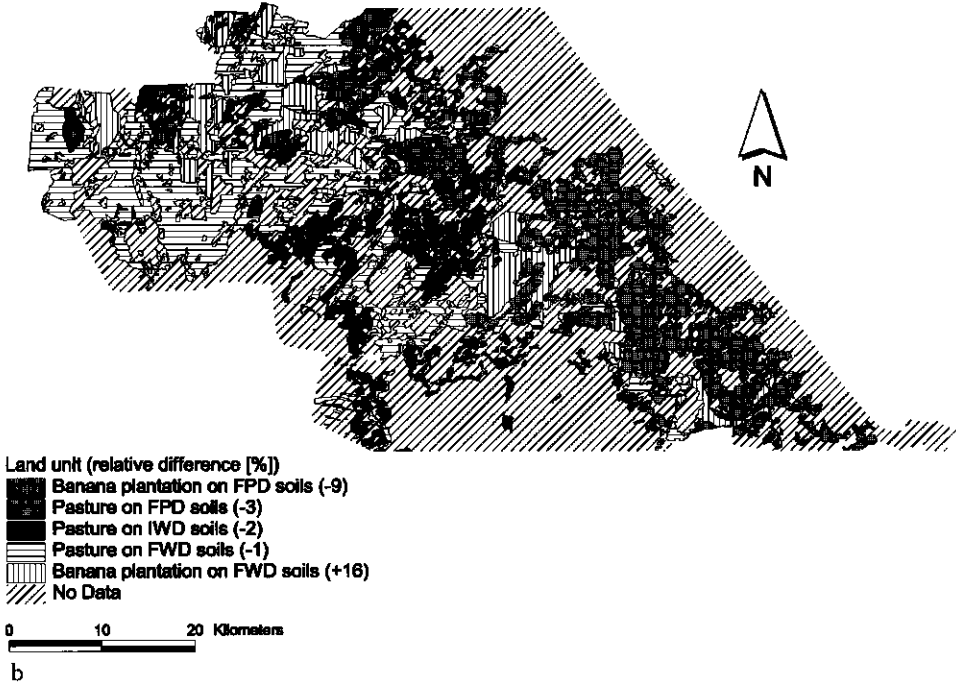 N
Land unit (relative difference [%])
Banana plantation on FPD soils (-9)
Pasture on FPD soils (-3)
Pasture on IWD soils (-2)
Pasture on FWD soils (-1)
Banana plantation on FWD soils (+16)
No Data
0 10 20 Kilometers
b